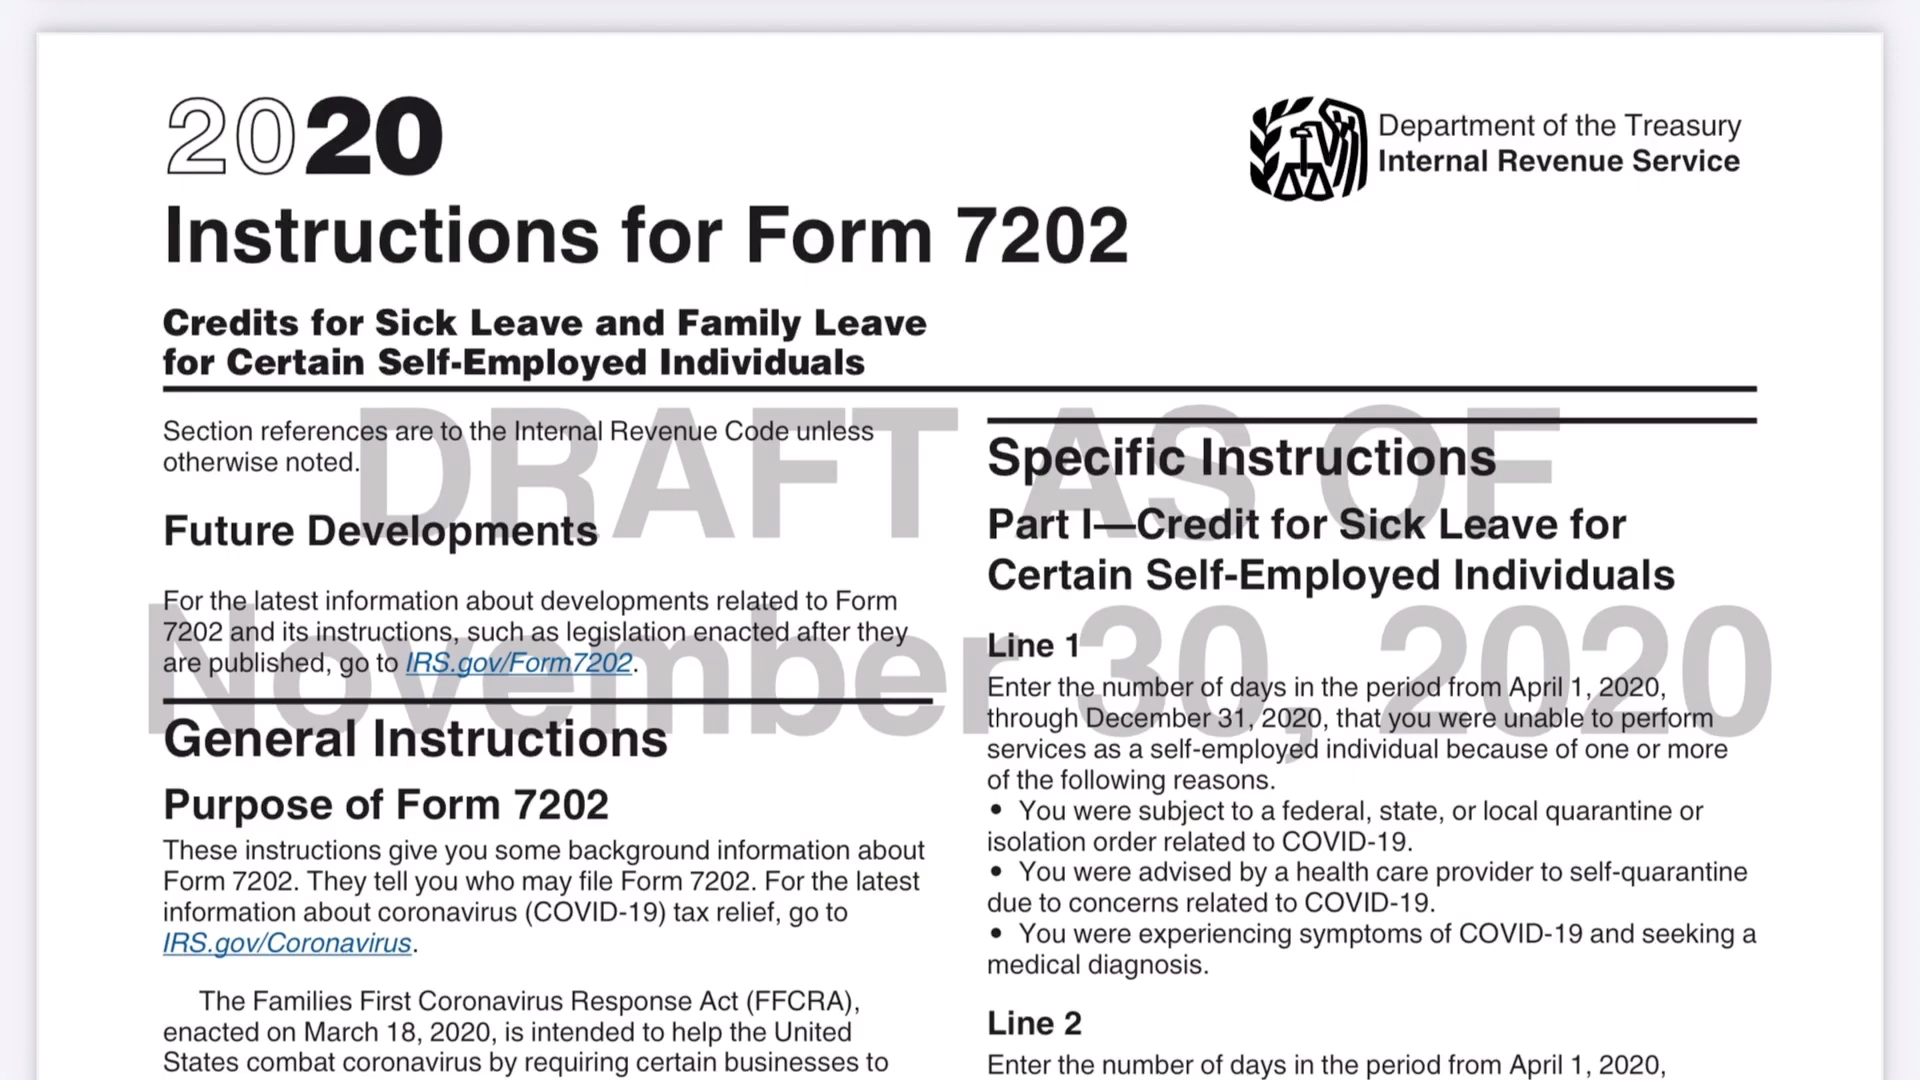 2020
Instructions for Form 7202
Department of the Treasury
Internal Revenue Service
Credits for Sick Leave and Family Leave
for Certain Self-Employed Individuals
DRAFT AS OF
November 30, 2020
Section references are to the Internal Revenue Code unless
otherwise noted.
Future Developments
For the latest information about developments related to Form
7202 and its instructions, such as legislation enacted after they
are published, go to IRS.gov/Form7202.
General Instructions
Purpose of Form 7202
These instructions give you some background information about
Form 7202. They tell you who may file Form 7202. For the latest
information about coronavirus (COVID-19) tax relief, go to
IRS.gov/Coronavirus.
The Families First Coronavirus Response Act (FFCRA),
enacted on March 18, 2020, is intended to help the United
States combat coronavirus by requiring certain businesses to
Specific Instructions
Part I—Credit for Sick Leave for
Certain Self-Employed Individuals
Line 1
Enter the number of days in the period from April 1, 2020,
through December 31, 2020, that you were unable to perform
services as a self-employed individual because of one or more
of the following reasons.
• You were subject to a federal, state, or local quarantine or
isolation order related to COVID-19.
• You were advised by a health care provider to self-quarantine
due to concerns related to COVID-19.
• You were experiencing symptoms of COVID-19 and seeking a
medical diagnosis.
Line 2
Enter the number of days in the period from April 1, 2020,